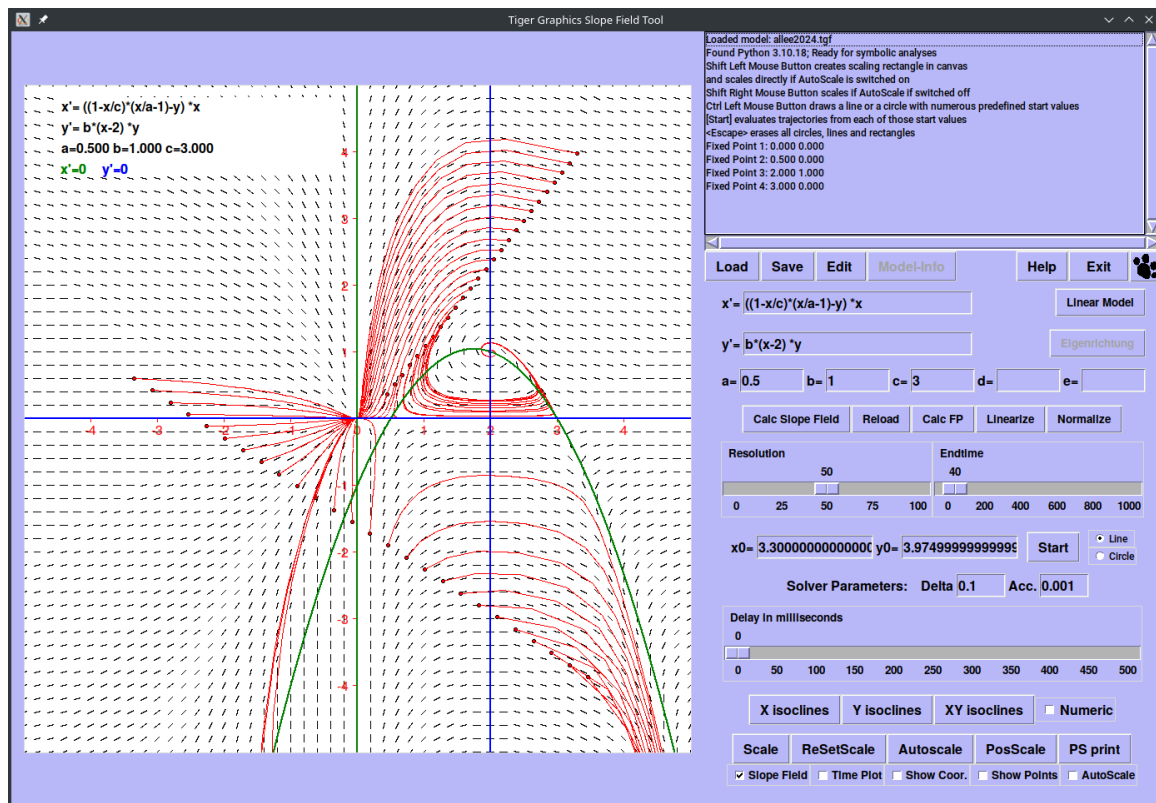 Tiger Graphics Slope Field Tool
x'= ((1-x/c)*(x/a-1)-y) *x
y'= b*(x-2) *y
a=0.500 b=1.000 c=3.000
x'=0 y'=0
4
3
2
1
-4 -3 -2 -1 0 1 2 3 4
-1
-2
-3
-4
Loaded model: allee2024.tgf
Found Python 3.10.18; Ready for symbolic analyses
Shift Left Mouse Button creates scaling rectangle in canvas
and scales directly if AutoScale is switched on
Shift Right Mouse Button scales if AutoScale if switched off
Ctrl Left Mouse Button draws a line or a circle with numerous predefined start values
[Start] evaluates trajectories from each of those start values
<Escape> erases all circles, lines and rectangles
Fixed Point 1: 0.000 0.000
Fixed Point 2: 0.500 0.000
Fixed Point 3: 2.000 1.000
Fixed Point 4: 3.000 0.000
Load Save Edit Model-Info Help Exit
x'= ((1-x/c)*(x/a-1)-y) *x Linear Model
y'= b*(x-2) *y Eigenrichtung
a= 0.5 b= 1 c= 3 d= e=
Calc Slope Field Reload Calc FP Linearize Normalize
Resolution Endtime
50 40
0 25 50 75 100 0 200 400 600 800 1000
x0= 3.3000000000000 y0= 3.97499999999999 Start Line
Circle
Solver Parameters: Delta 0.1 Acc. 0.001
Delay in milliseconds
0
0 50 100 150 200 250 300 350 400 450 500
X isoclines Y isoclines XY isoclines Numeric
Scale ReSetScale Autoscale PosScale PS print
Slope Field Time Plot Show Coor. Show Points AutoScale